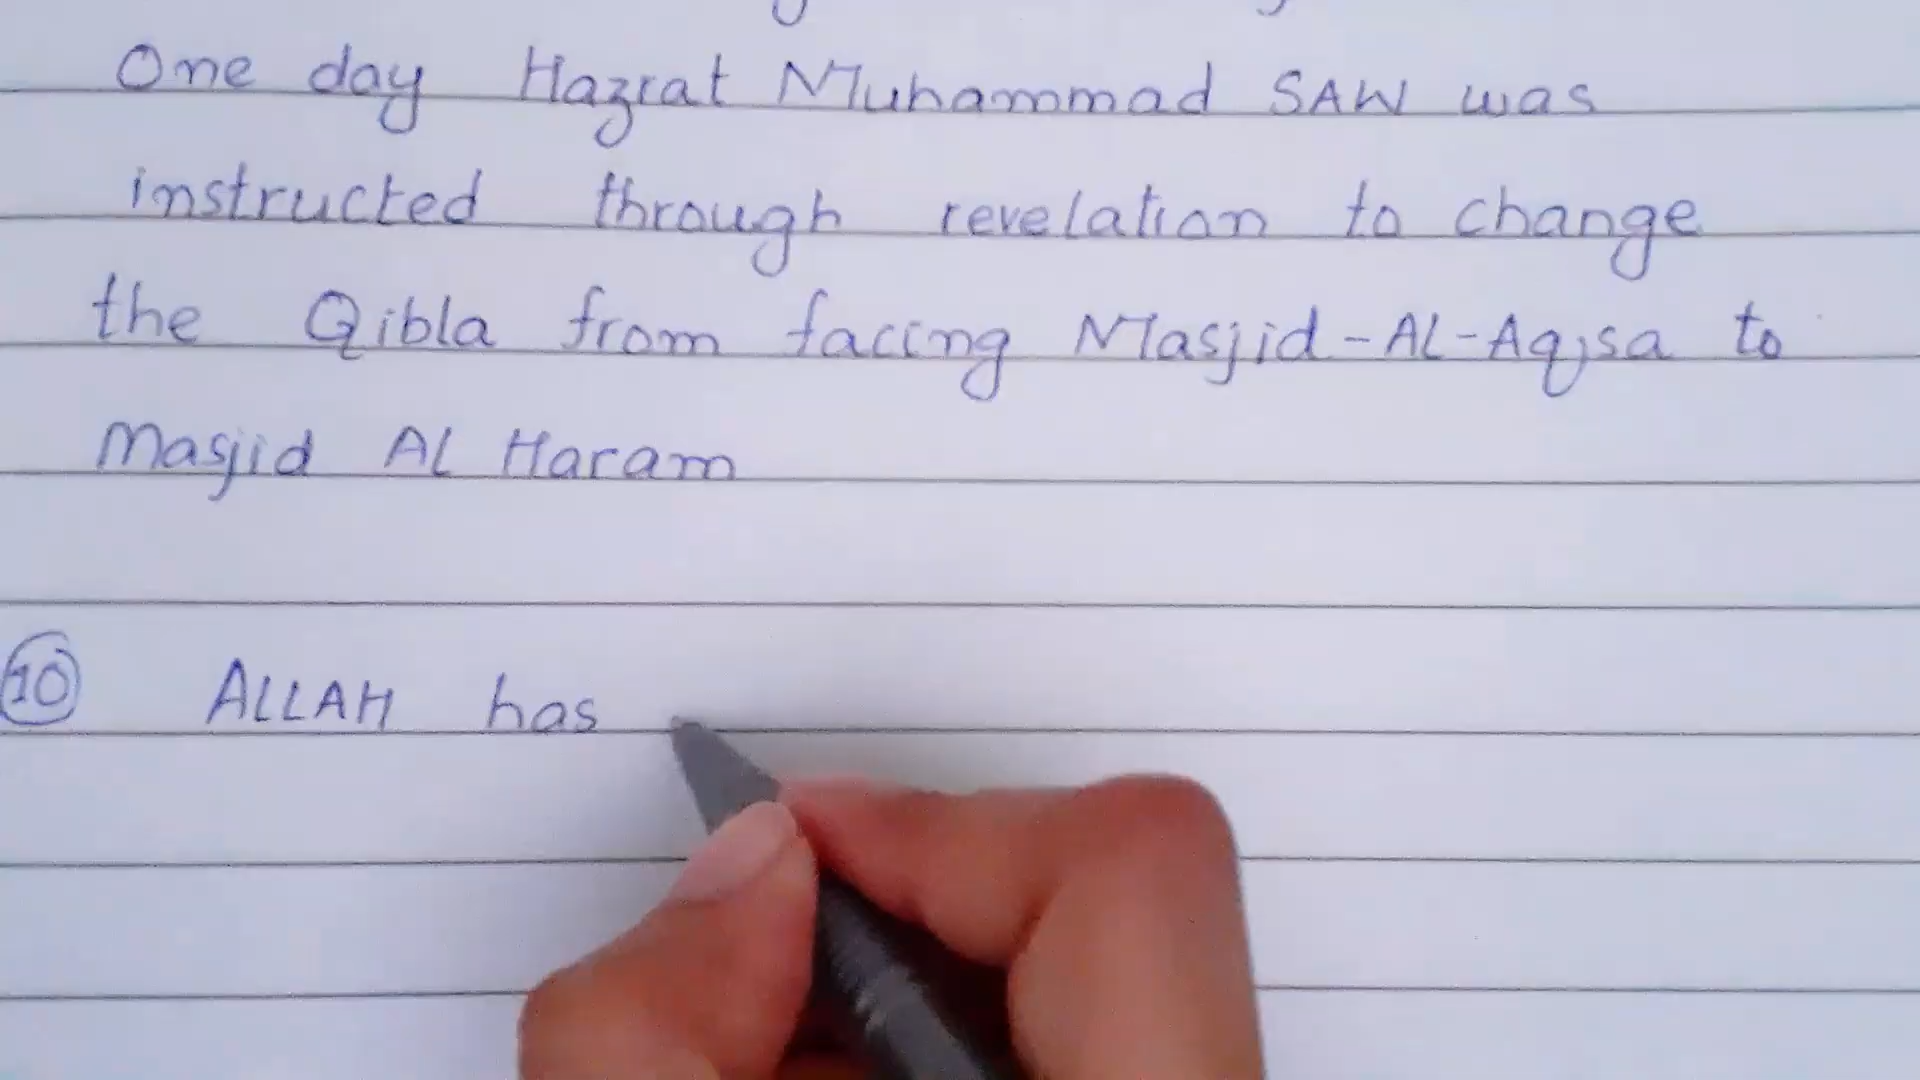 One day Hazrat Muhammad SAW was
instructed through revelation to change
the Qibla from facing Masjid-AL-Aqsa to
Masjid AL Haram
10 ALLAH has